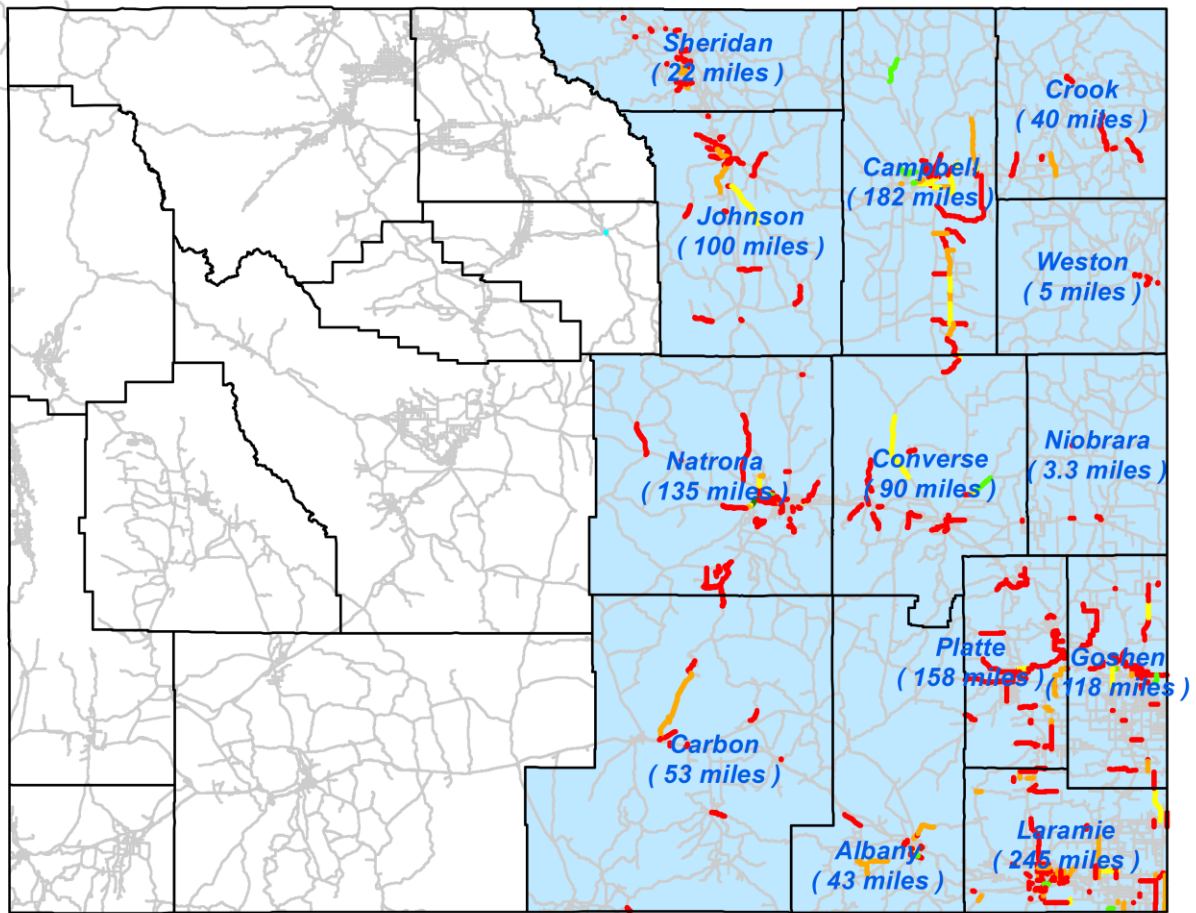 Sheridan
( 22 miles )
Crook
( 40 miles )
Campbell
( 182 miles )
Johnson
( 100 miles )
Weston
( 5 miles )
Natrona
( 135 miles )
Converse
( 90 miles )
Niobrara
( 3.3 miles )
Platte
( 158 miles )
Goshen
( 118 miles )
Carbon
( 53 miles )
Albany
( 43 miles )
Laramie
( 245 miles )